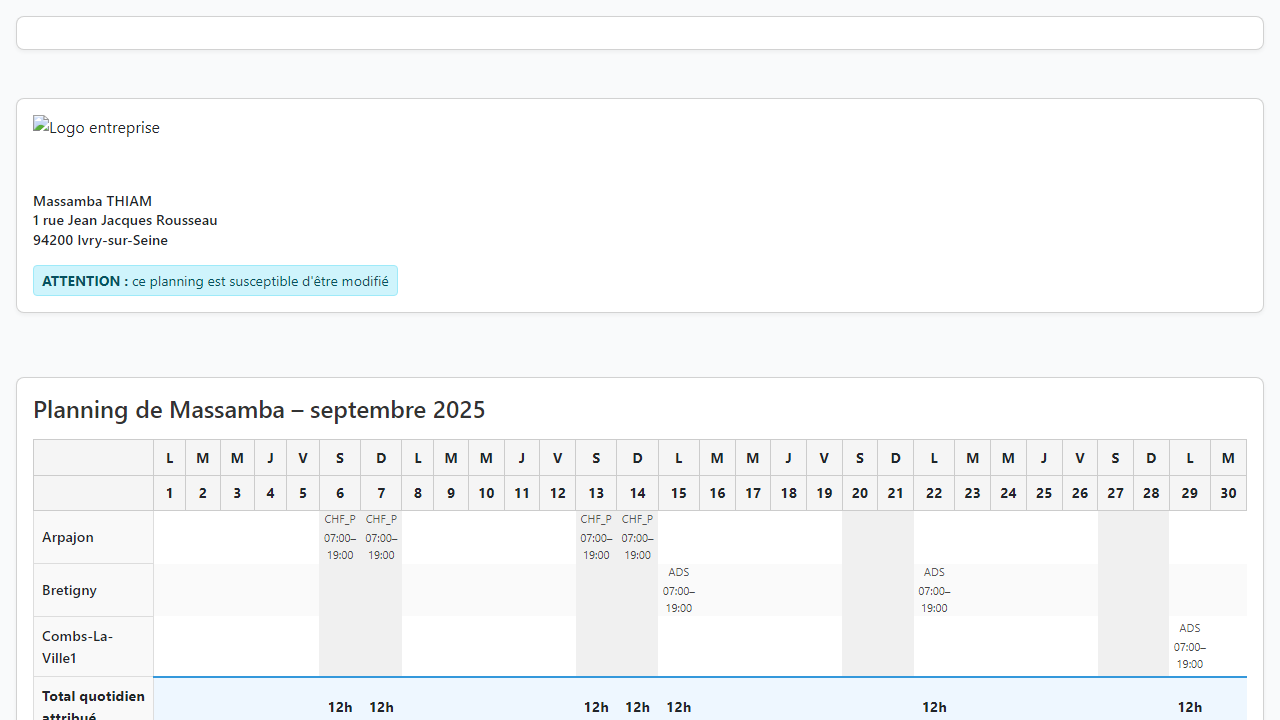 Logo entreprise
Massamba THIAM
1 rue Jean Jacques Rousseau
94200 Ivry-sur-Seine
ATTENTION : ce planning est susceptible d'être modifié
Planning de Massamba – septembre 2025
L M M J V S D L M M J V S D L M M J V S D L M M J V S D L M
1 2 3 4 5 6 7 8 9 10 11 12 13 14 15 16 17 18 19 20 21 22 23 24 25 26 27 28 29 30
Arpajon
CHF_P CHF_P CHF_P CHF_P
07:00– 07:00– 07:00– 07:00–
19:00 19:00 19:00 19:00
Bretigny
ADS ADS
07:00– 07:00–
19:00 19:00
Combs-La-
Ville1
ADS
07:00–
19:00
Total quotidien
attribué
12h 12h 12h 12h 12h 12h 12h